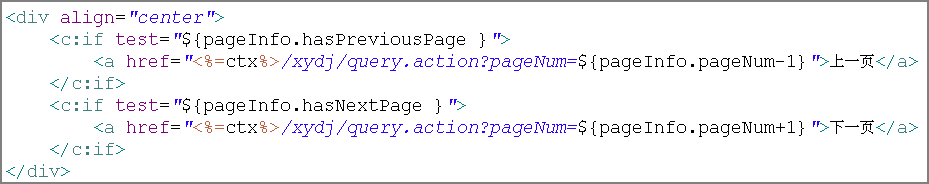 <div align="center">
    <c:if test="${pageInfo.hasPreviousPage }">
        <a href="<%=ctx%>/xydj/query.action?pageNum=${pageInfo.pageNum-1}">上一页</a>
    </c:if>
    <c:if test="${pageInfo.hasNextPage }">
        <a href="<%=ctx%>/xydj/query.action?pageNum=${pageInfo.pageNum+1}">下一页</a>
    </c:if>
</div>